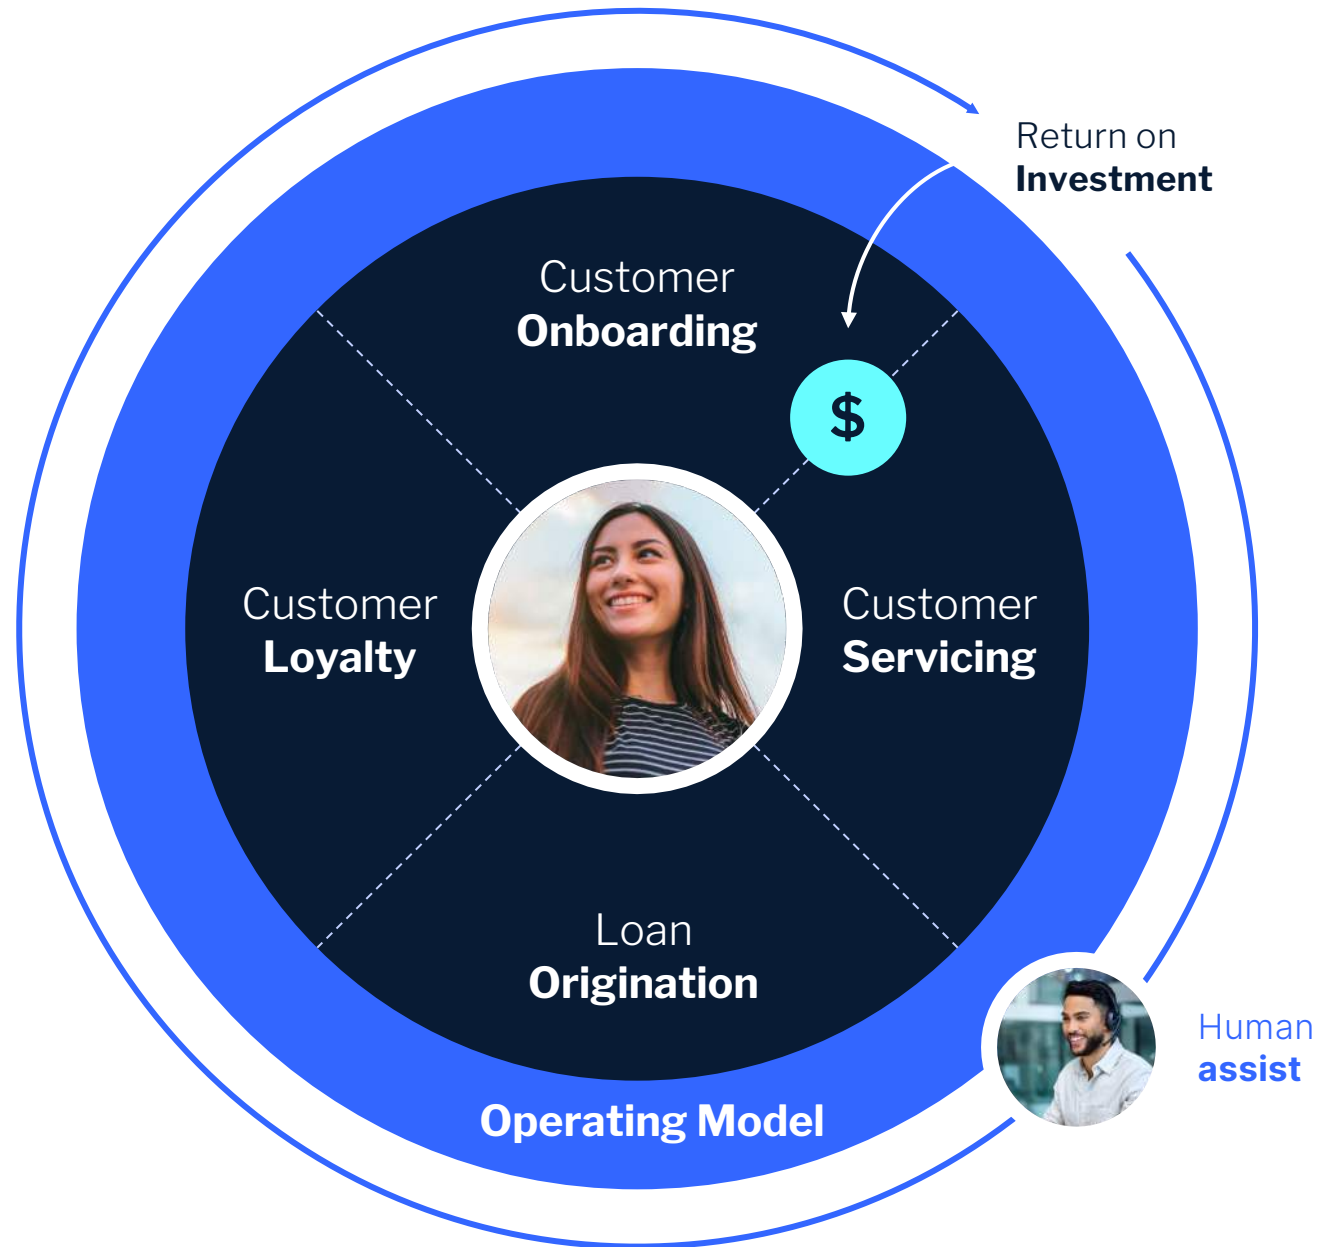 Return on
Investment
Customer
Onboarding
$
Customer
Loyalty
Customer
Servicing
Loan
Origination
Human
assist
Operating Model